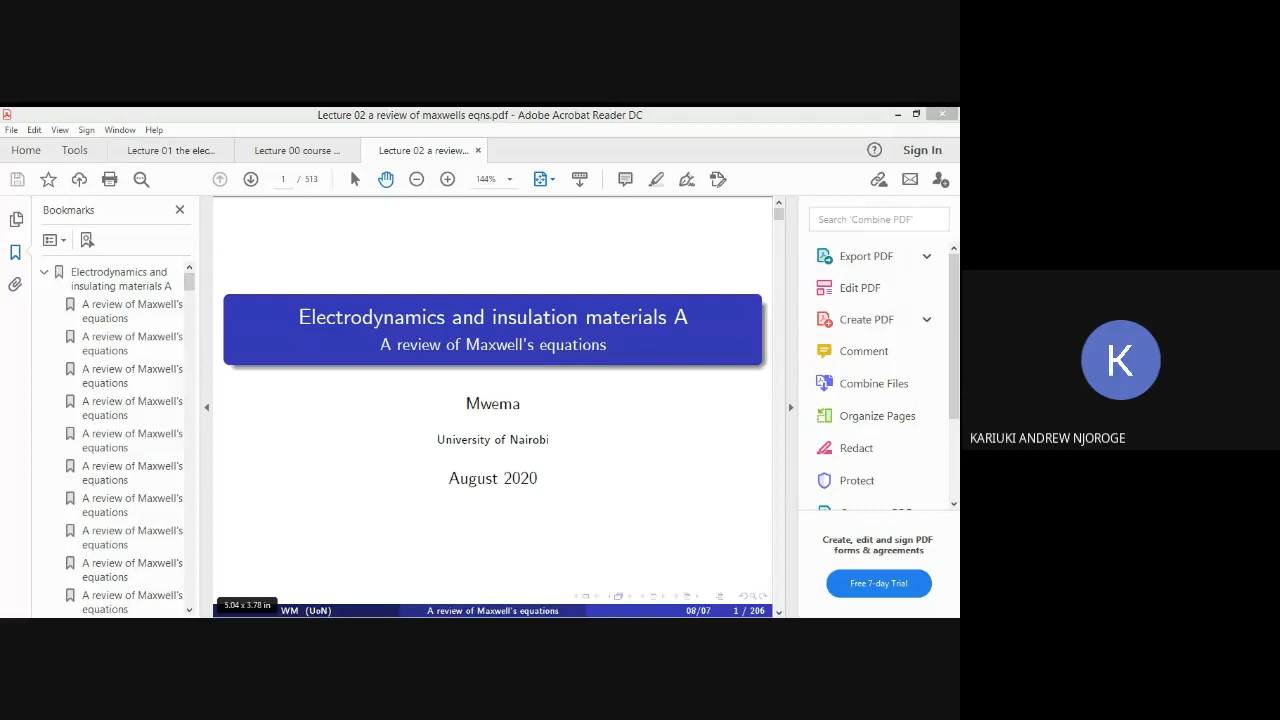 Lecture 02 a review of maxwells eqns.pdf - Adobe Acrobat Reader DC
File Edit View Sign Window Help
Home Tools Lecture 01 the elec... Lecture 00 course ... Lecture 02 a review... × ? Sign In
1 / 513 144%
Bookmarks
Electrodynamics and
insulating materials A
A review of Maxwell's
equations
A review of Maxwell's
equations
A review of Maxwell's
equations
A review of Maxwell's
equations
A review of Maxwell's
equations
A review of Maxwell's
equations
A review of Maxwell's
equations
A review of Maxwell's
equations
A review of Maxwell's
equations
A review of Maxwell's
equations
Electrodynamics and insulation materials A
A review of Maxwell's equations
Mwema
University of Nairobi
August 2020
5.04 x 3.78 in
WM (UoN) A review of Maxwell's equations 08/07 1 / 206
Search 'Combine PDF'
Export PDF
Edit PDF
Create PDF
Comment
Combine Files
Organize Pages
Redact
Protect
Create, edit and sign PDF
forms & agreements
Free 7-day Trial
K
KARIUKI ANDREW NJOROGE